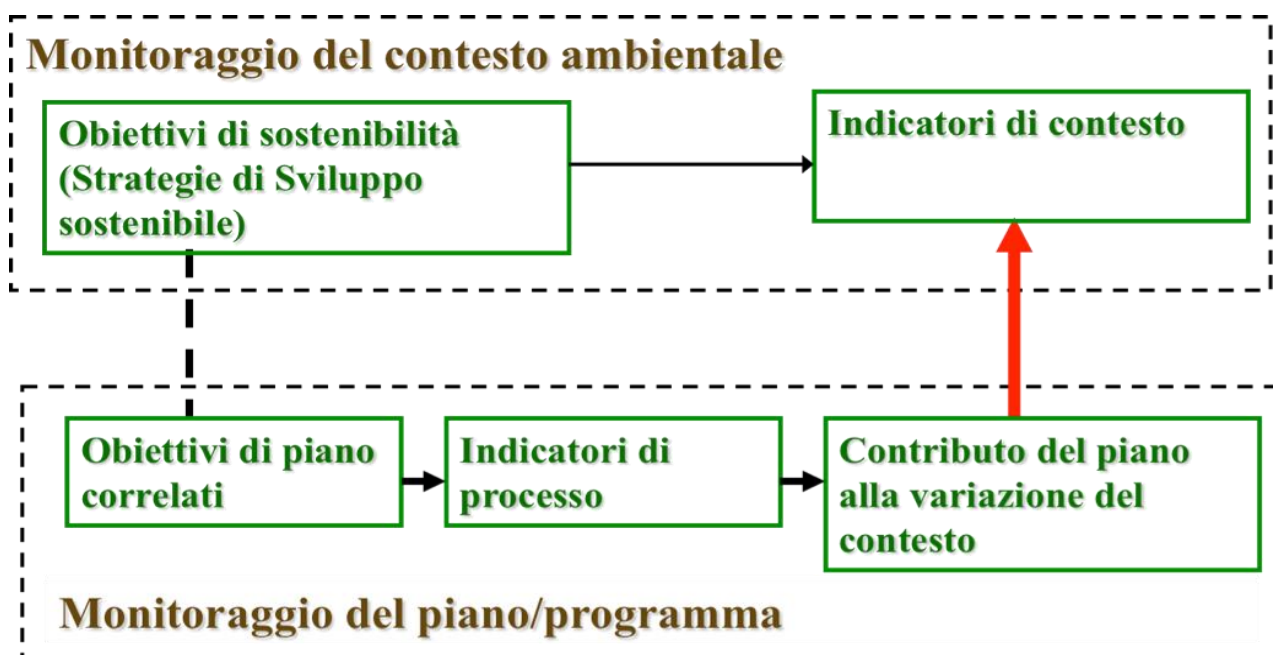 Monitoraggio del contesto ambientale
Obiettivi di sostenibilità
(Strategie di Sviluppo
sostenibile)
Indicatori di contesto
Obiettivi di piano
correlati
Indicatori di
processo
Contributo del piano
alla variazione del
contesto
Monitoraggio del piano/programma